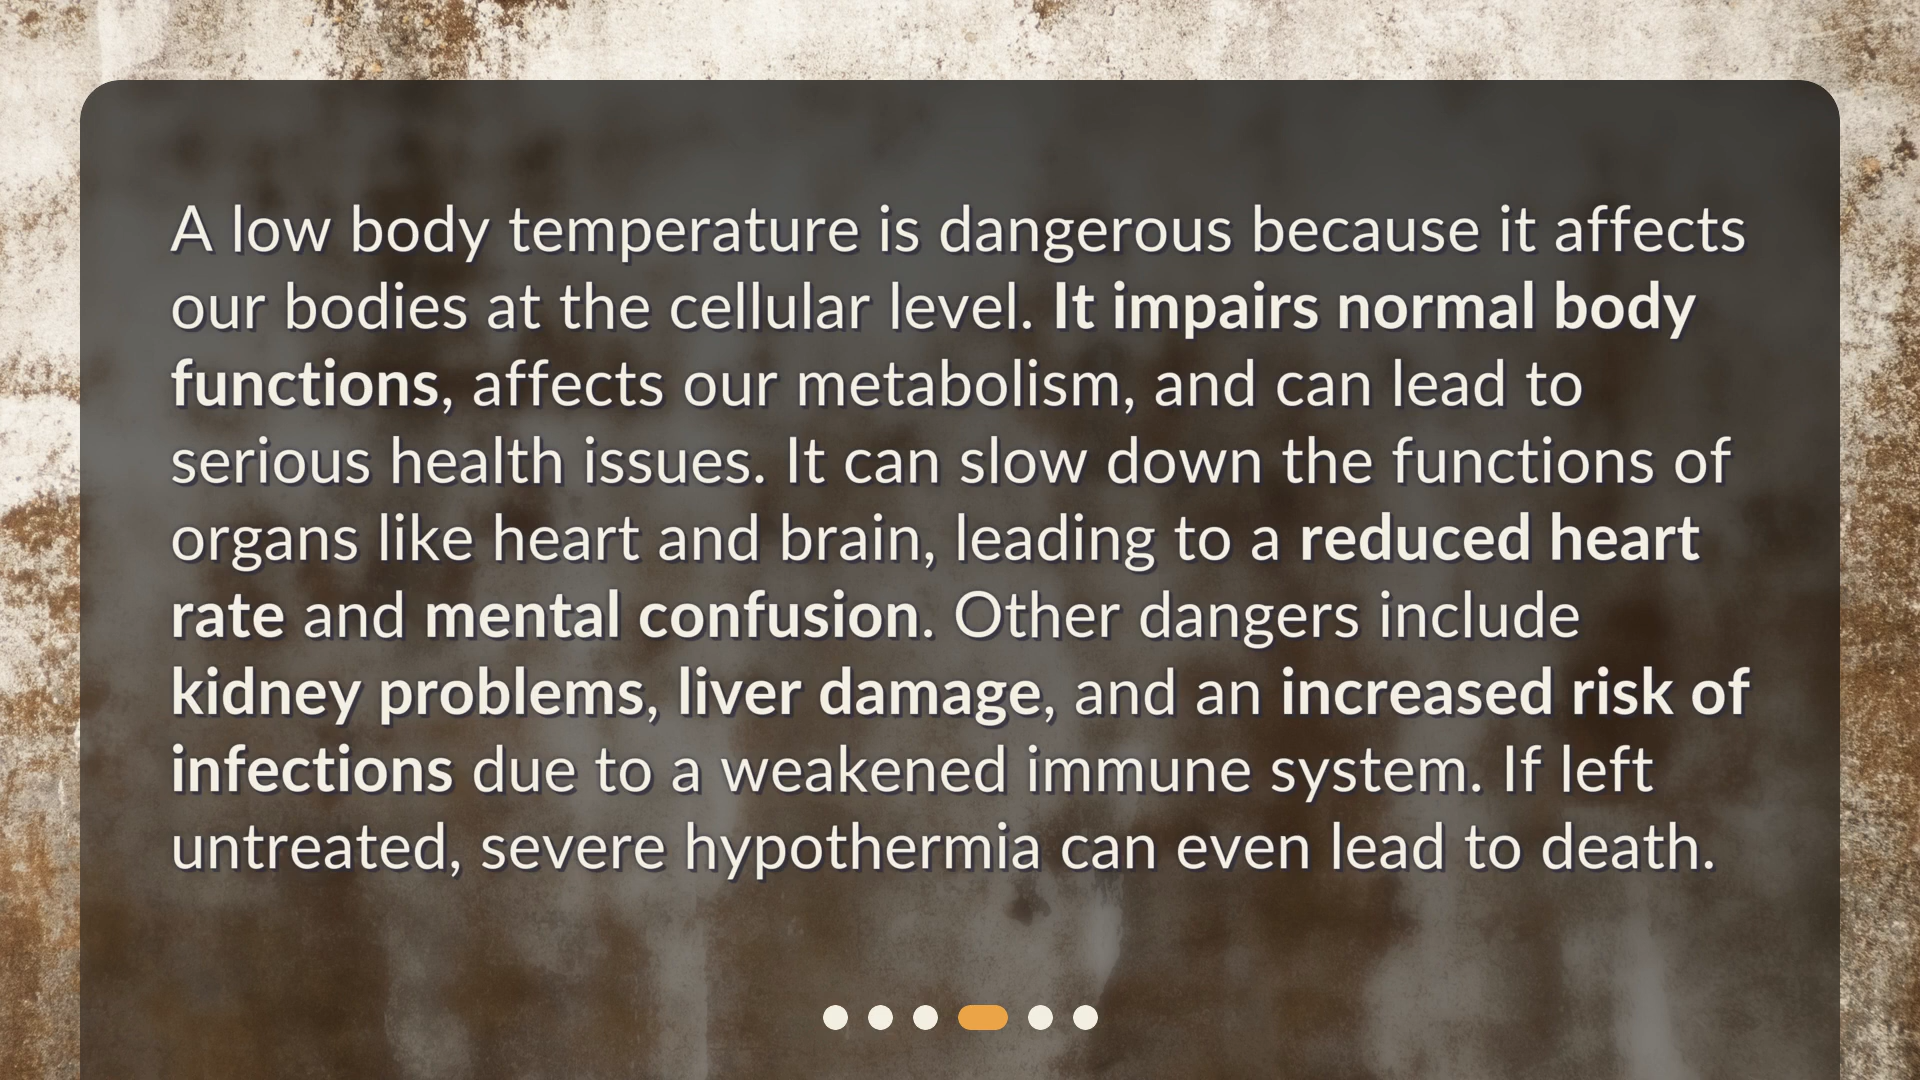 A low body temperature is dangerous because it affects
our bodies at the cellular level. It impairs normal body
functions, affects our metabolism, and can lead to
serious health issues. It can slow down the functions of
organs like heart and brain, leading to a reduced heart
rate and mental confusion. Other dangers include
kidney problems, liver damage, and an increased risk of
infections due to a weakened immune system. If left
untreated, severe hypothermia can even lead to death.